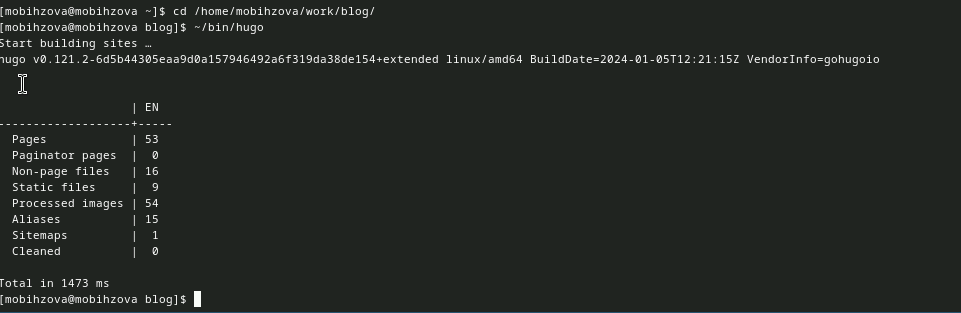 [mobihzova@mobihzova ~]$ cd /home/mobihzova/work/blog/
[mobihzova@mobihzova blog]$ ~/bin/hugo
Start building sites …
hugo v0.121.2-6d5b44305eaa9d0a157946492a6f319da38de154+extended linux/amd64 BuildDate=2024-01-05T12:21:15Z VendorInfo=gohugoio
                   | EN
-------------------+-----
  Pages            | 53
  Paginator pages  |  0
  Non-page files   | 16
  Static files     |  9
  Processed images | 54
  Aliases          | 15
  Sitemaps         |  1
  Cleaned          |  0
Total in 1473 ms
[mobihzova@mobihzova blog]$